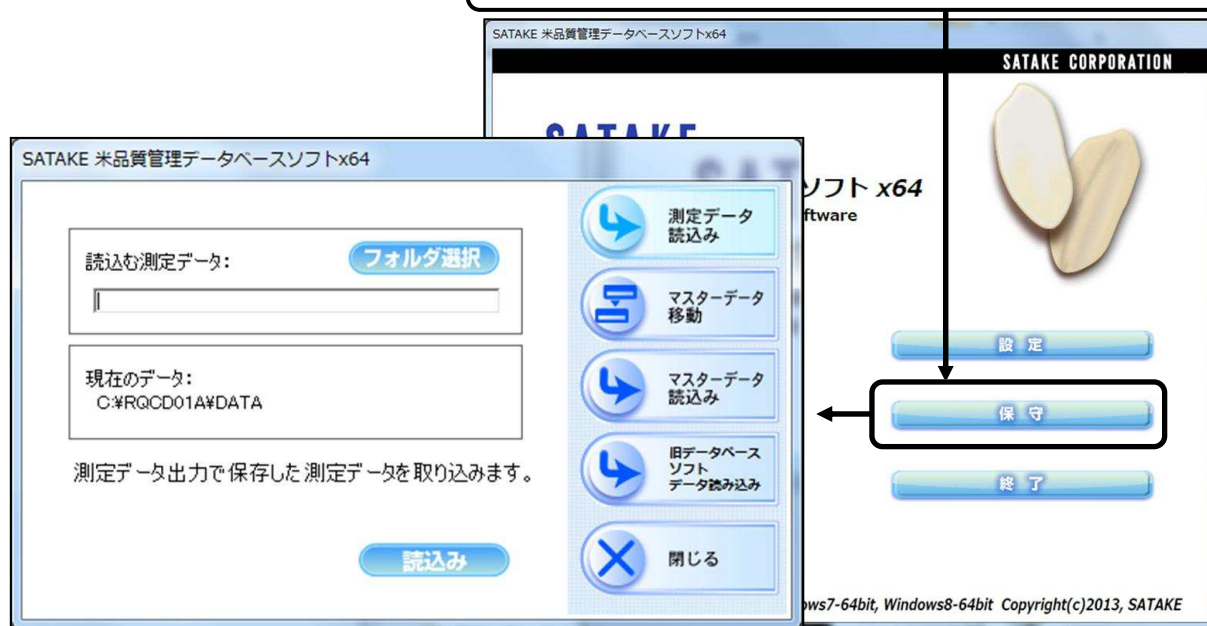 SATAKE 米品質管理データベースソフトx64
SATAKE CORPORATION
SATAKE
ソフト x64
ftware
設 定
保 守
終 了
ows7-64bit, Windows8-64bit Copyright(c)2013, SATAKE
SATAKE 米品質管理データベースソフトx64
読込む測定データ:
フォルダ選択
現在のデータ:
C:¥RQCD01A¥DATA
測定データ出力で保存した測定データを取り込みます。
読込み
測定データ
読込み
マスターデータ
移動
マスターデータ
読込み
旧データベース
ソフト
データ読み込み
閉じる